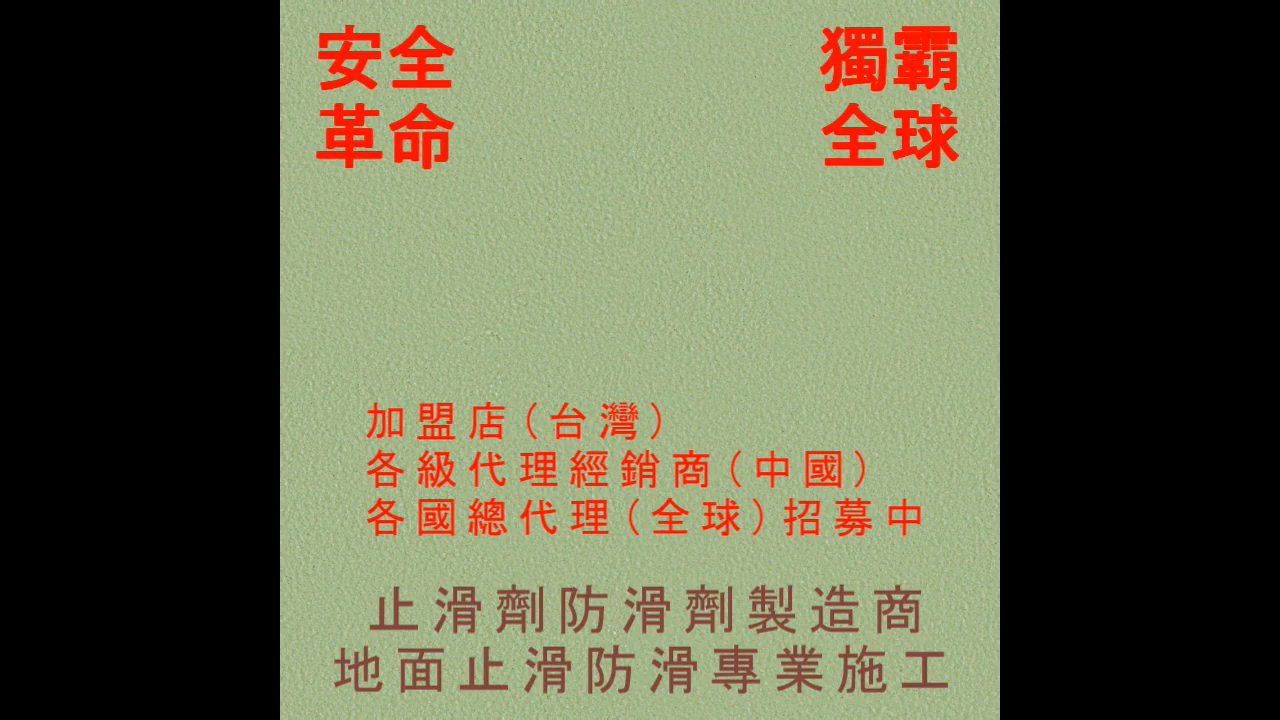 安全
革命
獨霸
全球
加盟店(台灣)
各級代理經銷商(中國)
各國總代理(全球)招募中
止滑劑防滑劑製造商
地面止滑防滑專業施工